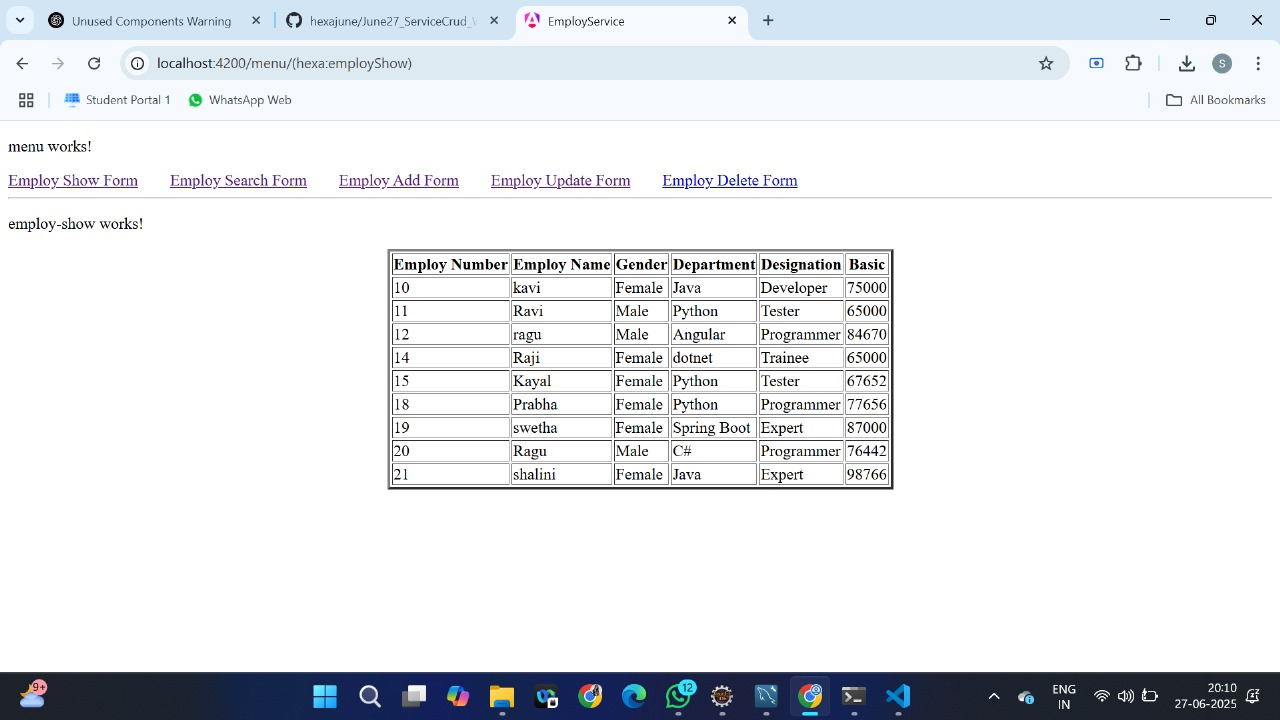 Unused Components Warning
hexajune/June27_ServiceCrud_
EmployService
localhost:4200/menu/(hexa:employShow)
S
Student Portal 1 WhatsApp Web All Bookmarks
menu works!
Employ Show Form Employ Search Form Employ Add Form Employ Update Form Employ Delete Form
employ-show works!
Employ Number Employ Name Gender Department Designation Basic
10 kavi Female Java Developer 75000
11 Ravi Male Python Tester 65000
12 ragu Male Angular Programmer 84670
14 Raji Female dotnet Trainee 65000
15 Kayal Female Python Tester 67652
18 Prabha Female Python Programmer 77656
19 swetha Female Spring Boot Expert 87000
20 Ragu Male C# Programmer 76442
21 shalini Female Java Expert 98766
9+
12
ENG
IN
20:10
27-06-2025